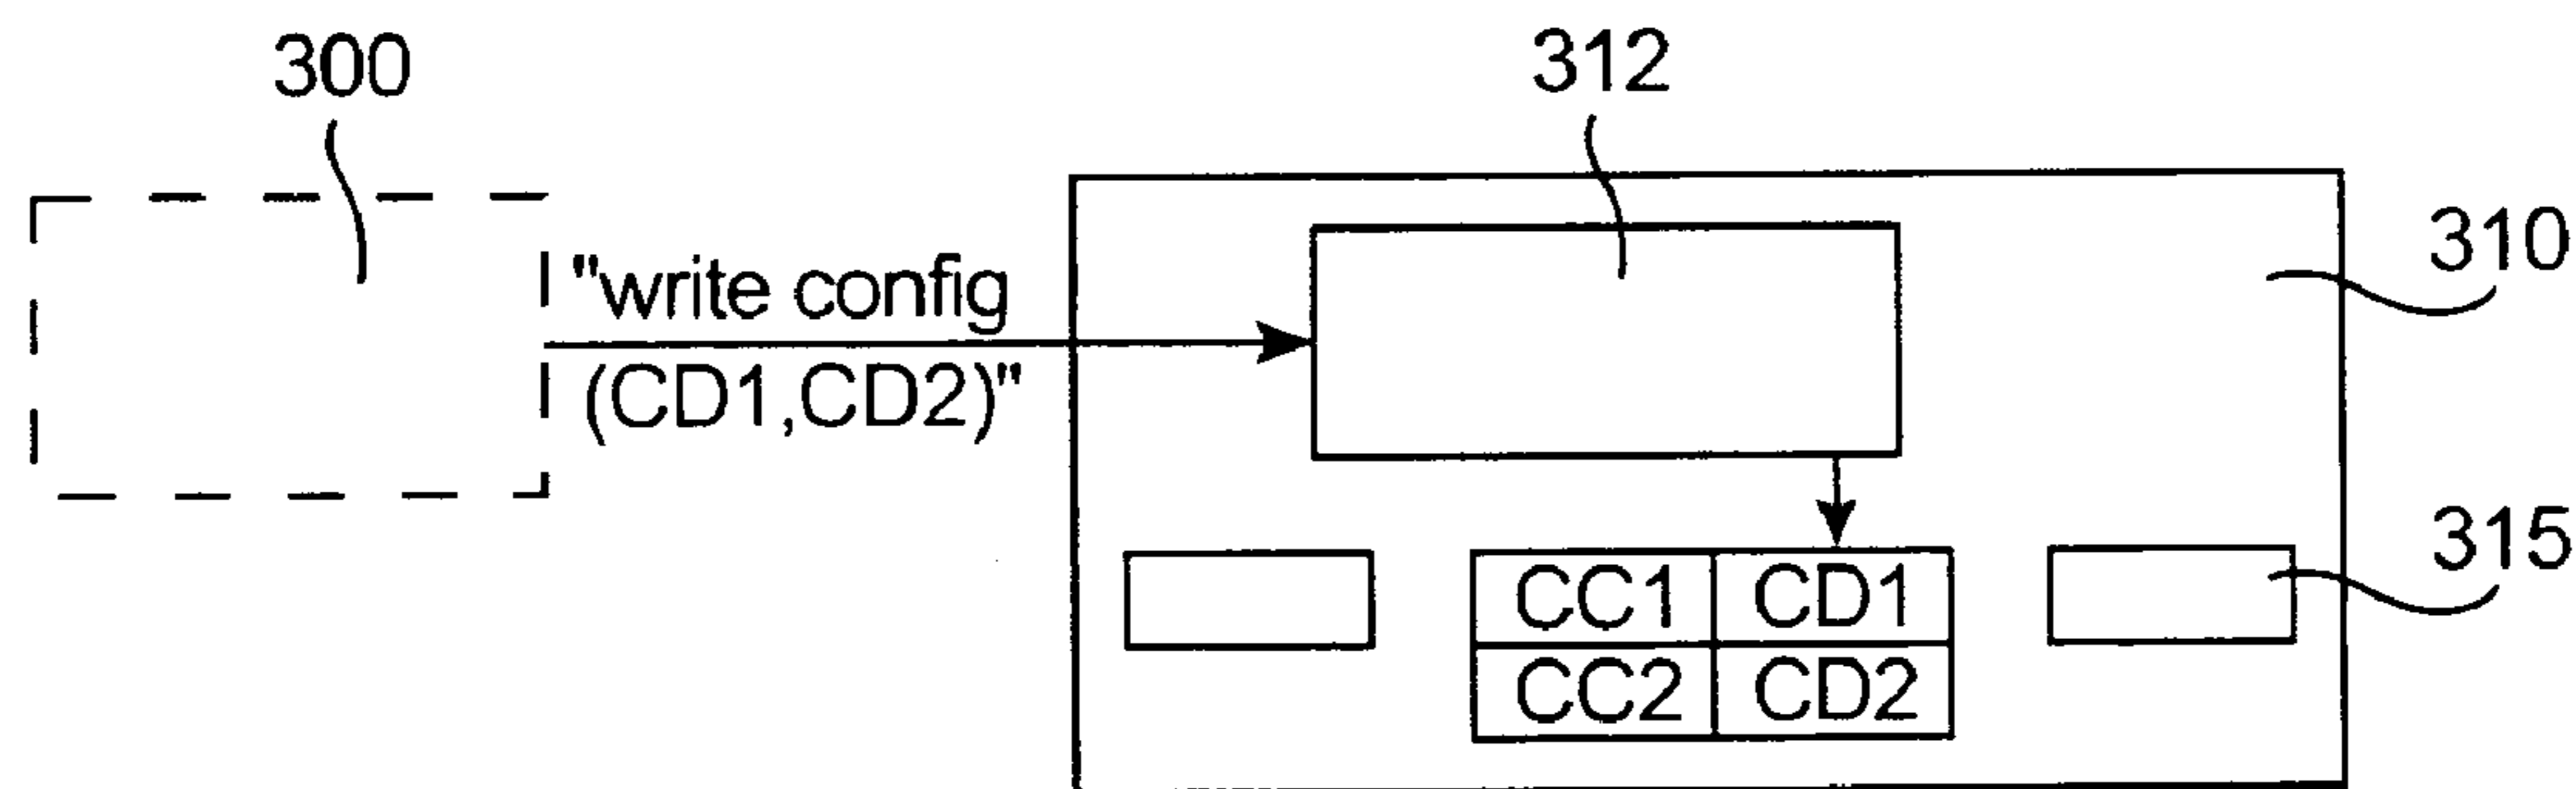 300
312
310
"write config
(CD1,CD2)"
315
CC1 CD1
CC2 CD2